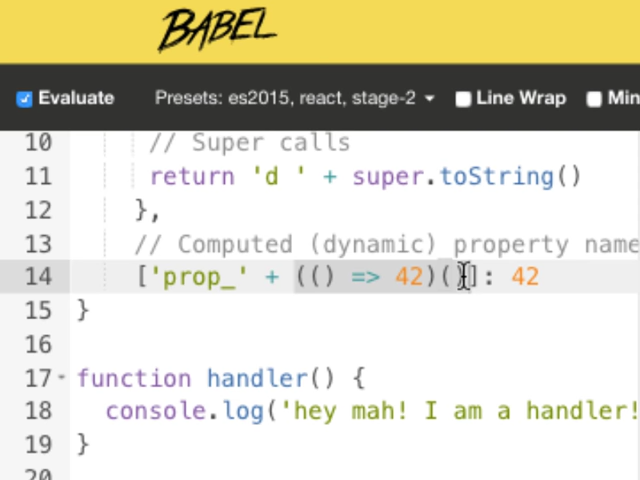 BABEL
Evaluate Presets: es2015, react, stage-2 Line Wrap Min
10 // Super calls
11 return 'd ' + super.toString()
12 },
13 // Computed (dynamic) property name
14 ['prop_' + (() => 42)()]: 42
15 }
16
17 function handler() {
18 console.log('hey mah! I am a handler!
19 }
20